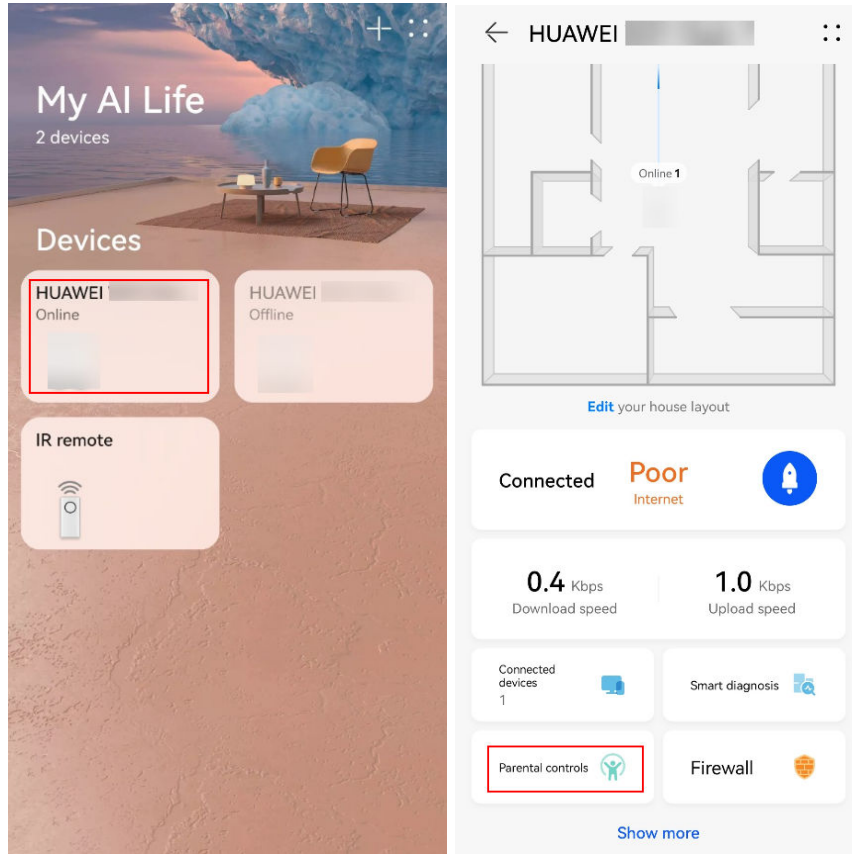 My AI Life
2 devices
Devices
HUAWEI
Online
HUAWEI
Offline
IR remote
HUAWEI
Online 1
Edit your house layout
Connected
Poor
Internet
0.4 Kbps
Download speed
1.0 Kbps
Upload speed
Connected
devices
1
Smart diagnosis
Parental controls
Firewall
Show more